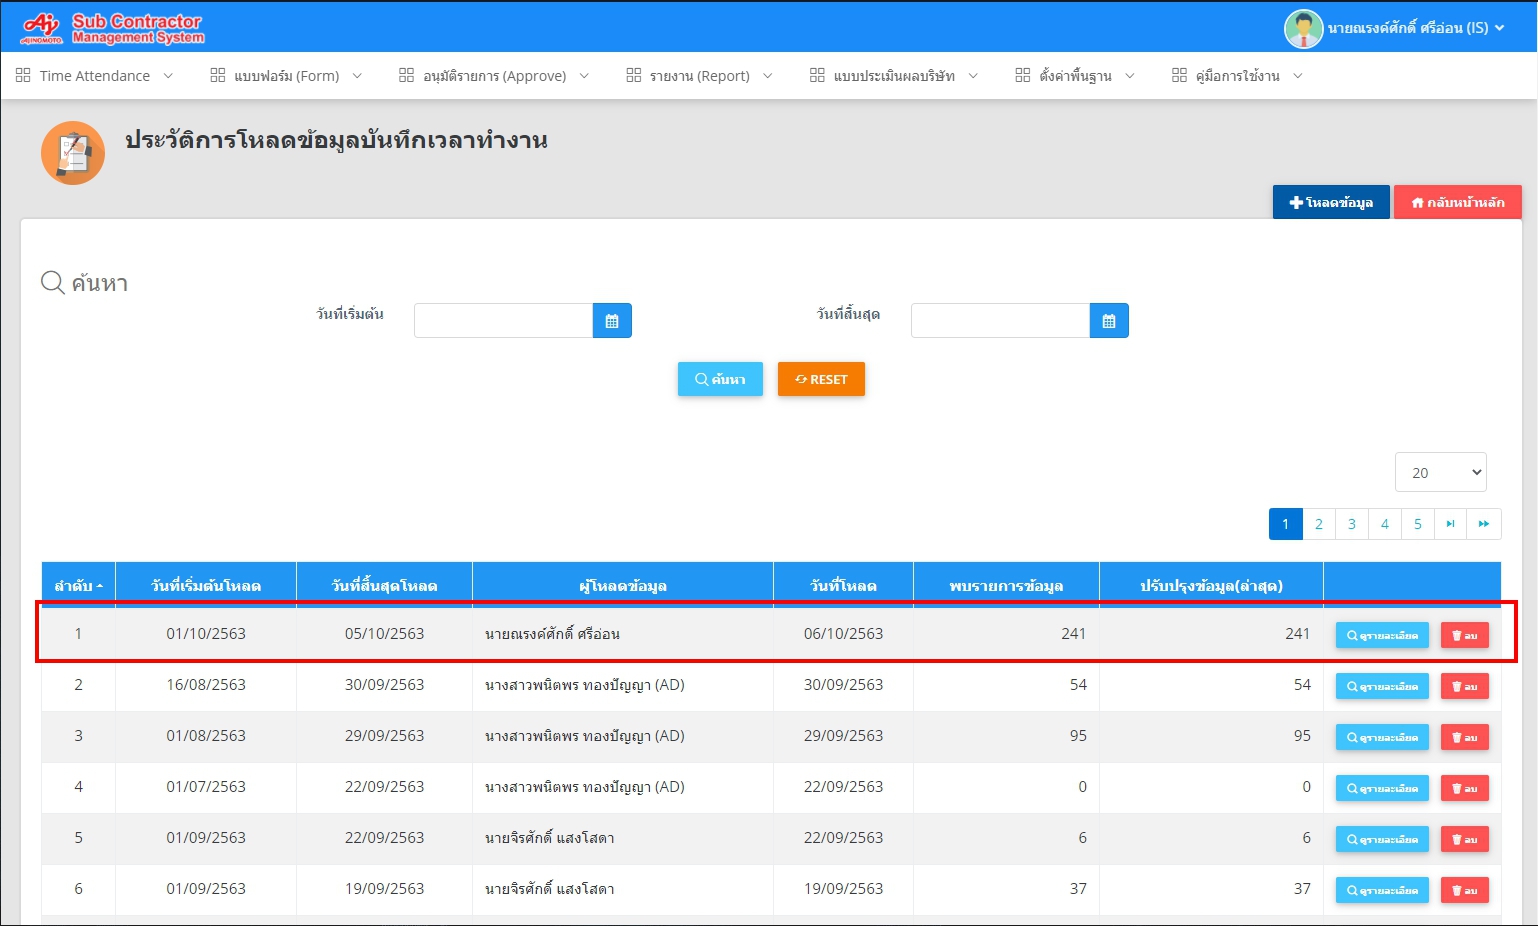 Aj
AJINOMOTO
Sub Contractor
Management System
นายณรงค์ศักดิ์ ศรีอ่อน (IS)
Time Attendance
แบบฟอร์ม (Form)
อนุมัติรายการ (Approve)
รายงาน (Report)
แบบประเมินผลบริษัท
ตั้งค่าพื้นฐาน
คู่มือการใช้งาน
ประวัติการโหลดข้อมูลบันทึกเวลาทำงาน
โหลดข้อมูล
กลับหน้าหลัก
ค้นหา
วันที่เริ่มต้น
วันที่สิ้นสุด
ค้นหา
RESET
20
1 2 3 4 5
ลำดับ วันที่เริ่มต้นโหลด วันที่สิ้นสุดโหลด ผู้โหลดข้อมูล วันที่โหลด พบรายการข้อมูล ปรับปรุงข้อมูล(ล่าสุด)
1 01/10/2563 05/10/2563 นายณรงค์ศักดิ์ ศรีอ่อน 06/10/2563 241 241 ดูรายละเอียด ลบ
2 16/08/2563 30/09/2563 นางสาวพนิตพร ทองปัญญา (AD) 30/09/2563 54 54 ดูรายละเอียด ลบ
3 01/08/2563 29/09/2563 นางสาวพนิตพร ทองปัญญา (AD) 29/09/2563 95 95 ดูรายละเอียด ลบ
4 01/07/2563 22/09/2563 นางสาวพนิตพร ทองปัญญา (AD) 22/09/2563 0 0 ดูรายละเอียด ลบ
5 01/09/2563 22/09/2563 นายจิรศักดิ์ แสงโสดา 22/09/2563 6 6 ดูรายละเอียด ลบ
6 01/09/2563 19/09/2563 นายจิรศักดิ์ แสงโสดา 19/09/2563 37 37 ดูรายละเอียด ลบ